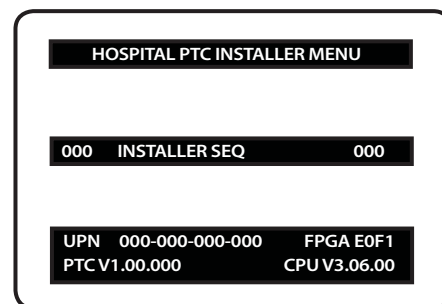 HOSPITAL PTC INSTALLER MENU
000 INSTALLER SEQ 000
UPN 000-000-000-000 FPGA E0F1
PTC V1.00.000 CPU V3.06.00